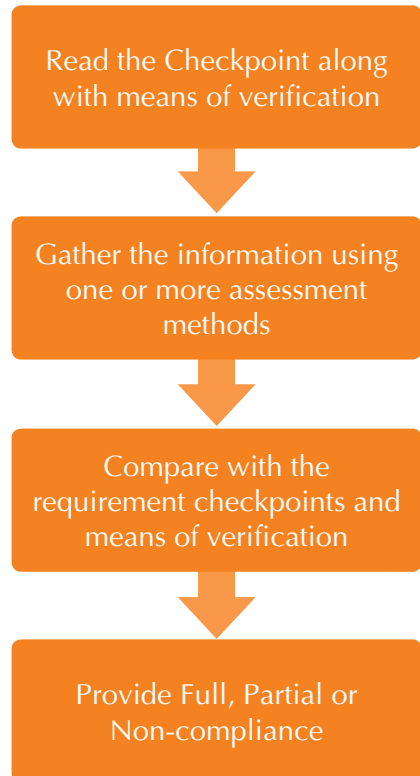 Read the Checkpoint along
with means of verification
Gather the information using
one or more assessment
methods
Compare with the
requirement checkpoints and
means of verification
Provide Full, Partial or
Non-compliance